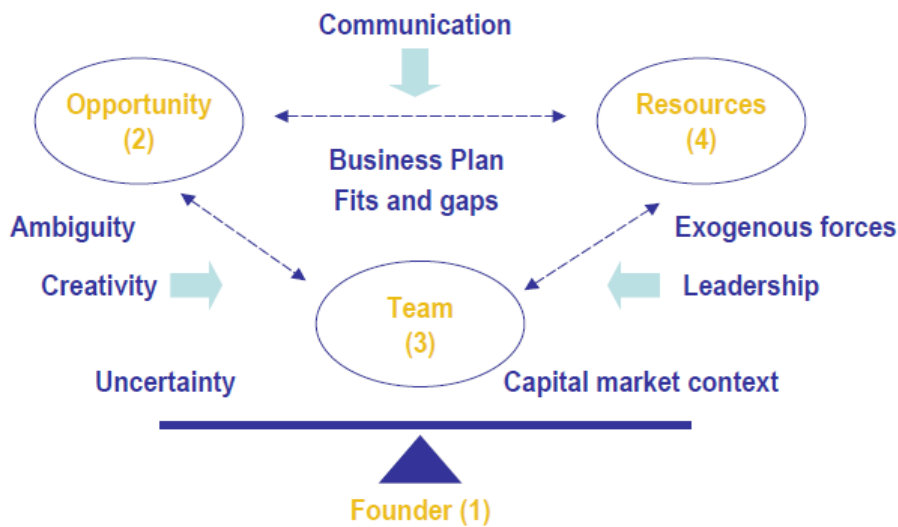 Communication
Opportunity
(2)
Resources
(4)
Business Plan
Fits and gaps
Ambiguity
Exogenous forces
Creativity
Leadership
Team
(3)
Uncertainty
Capital market context
Founder (1)